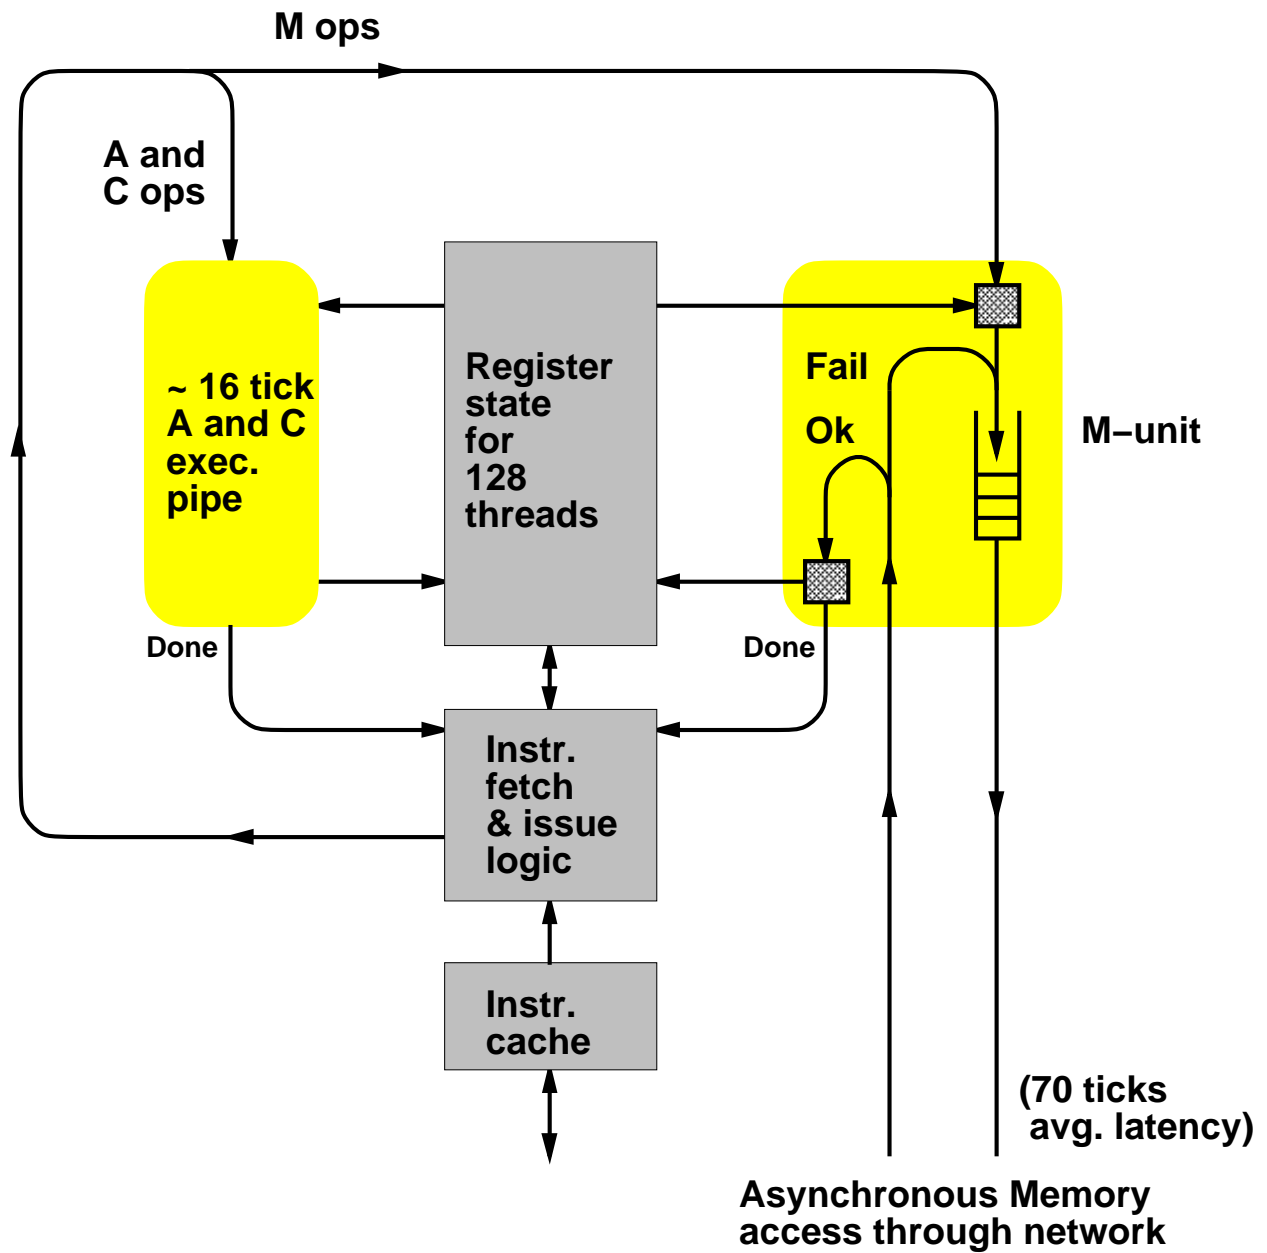 M ops
A and
C ops
~ 16 tick
A and C
exec.
pipe
Register
state
for
128
threads
Fail
Ok
M–unit
Done
Done
Instr.
fetch
& issue
logic
Instr.
cache
(70 ticks
avg. latency)
Asynchronous Memory
access through network